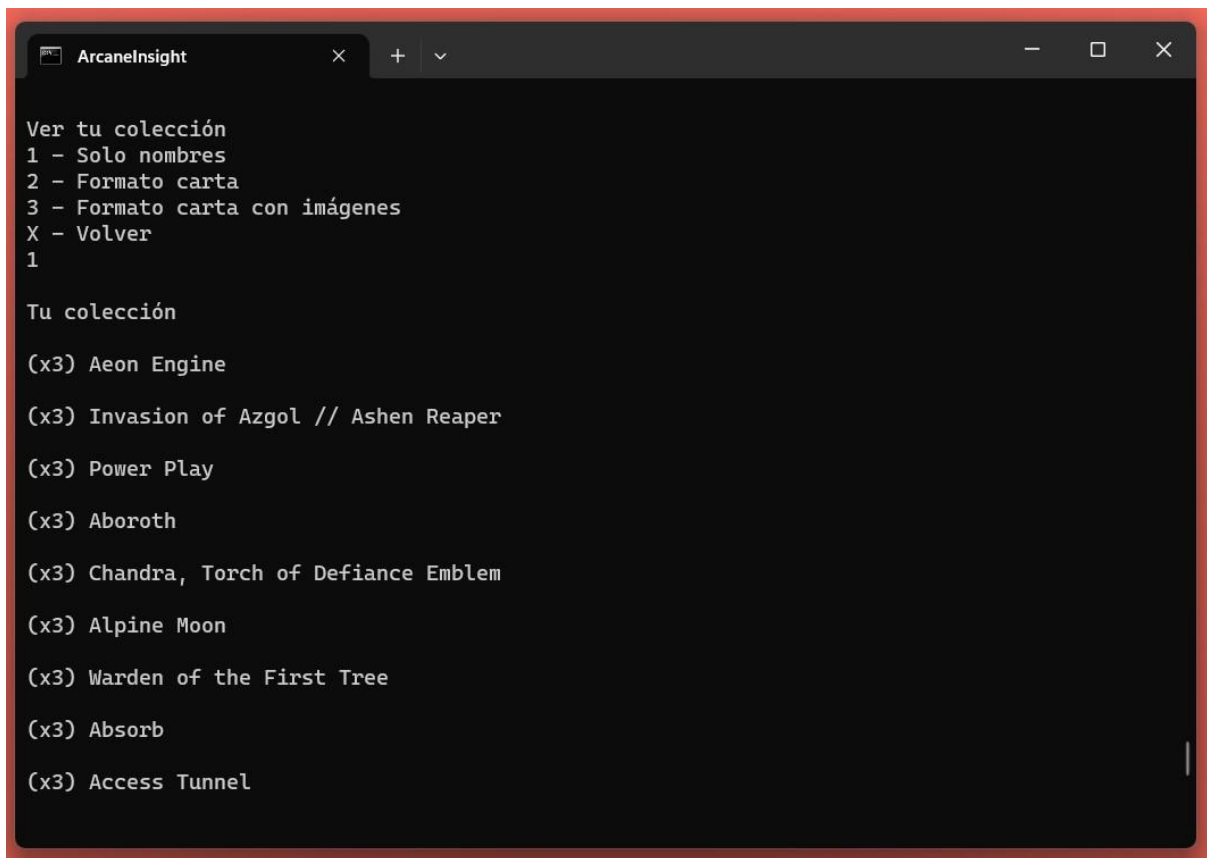 ArcaneInsight
Ver tu colección
1 – Solo nombres
2 – Formato carta
3 – Formato carta con imágenes
X – Volver
1
Tu colección
(x3) Aeon Engine
(x3) Invasion of Azgol // Ashen Reaper
(x3) Power Play
(x3) Aboroth
(x3) Chandra, Torch of Defiance Emblem
(x3) Alpine Moon
(x3) Warden of the First Tree
(x3) Absorb
(x3) Access Tunnel